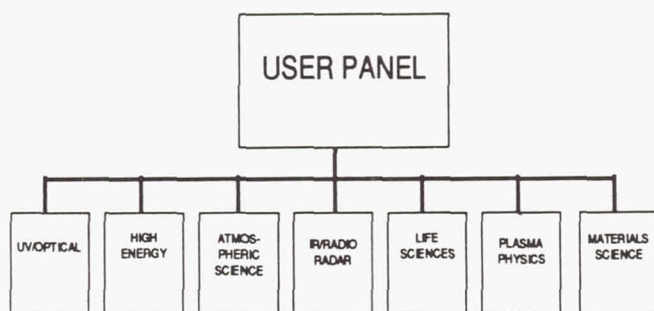 USER PANEL
UV/OPTICAL
HIGH
ENERGY
ATMOS-
PHERIC
SCIENCE
IR/RADIO
RADAR
LIFE
SCIENCES
PLASMA
PHYSICS
MATERIALS
SCIENCE